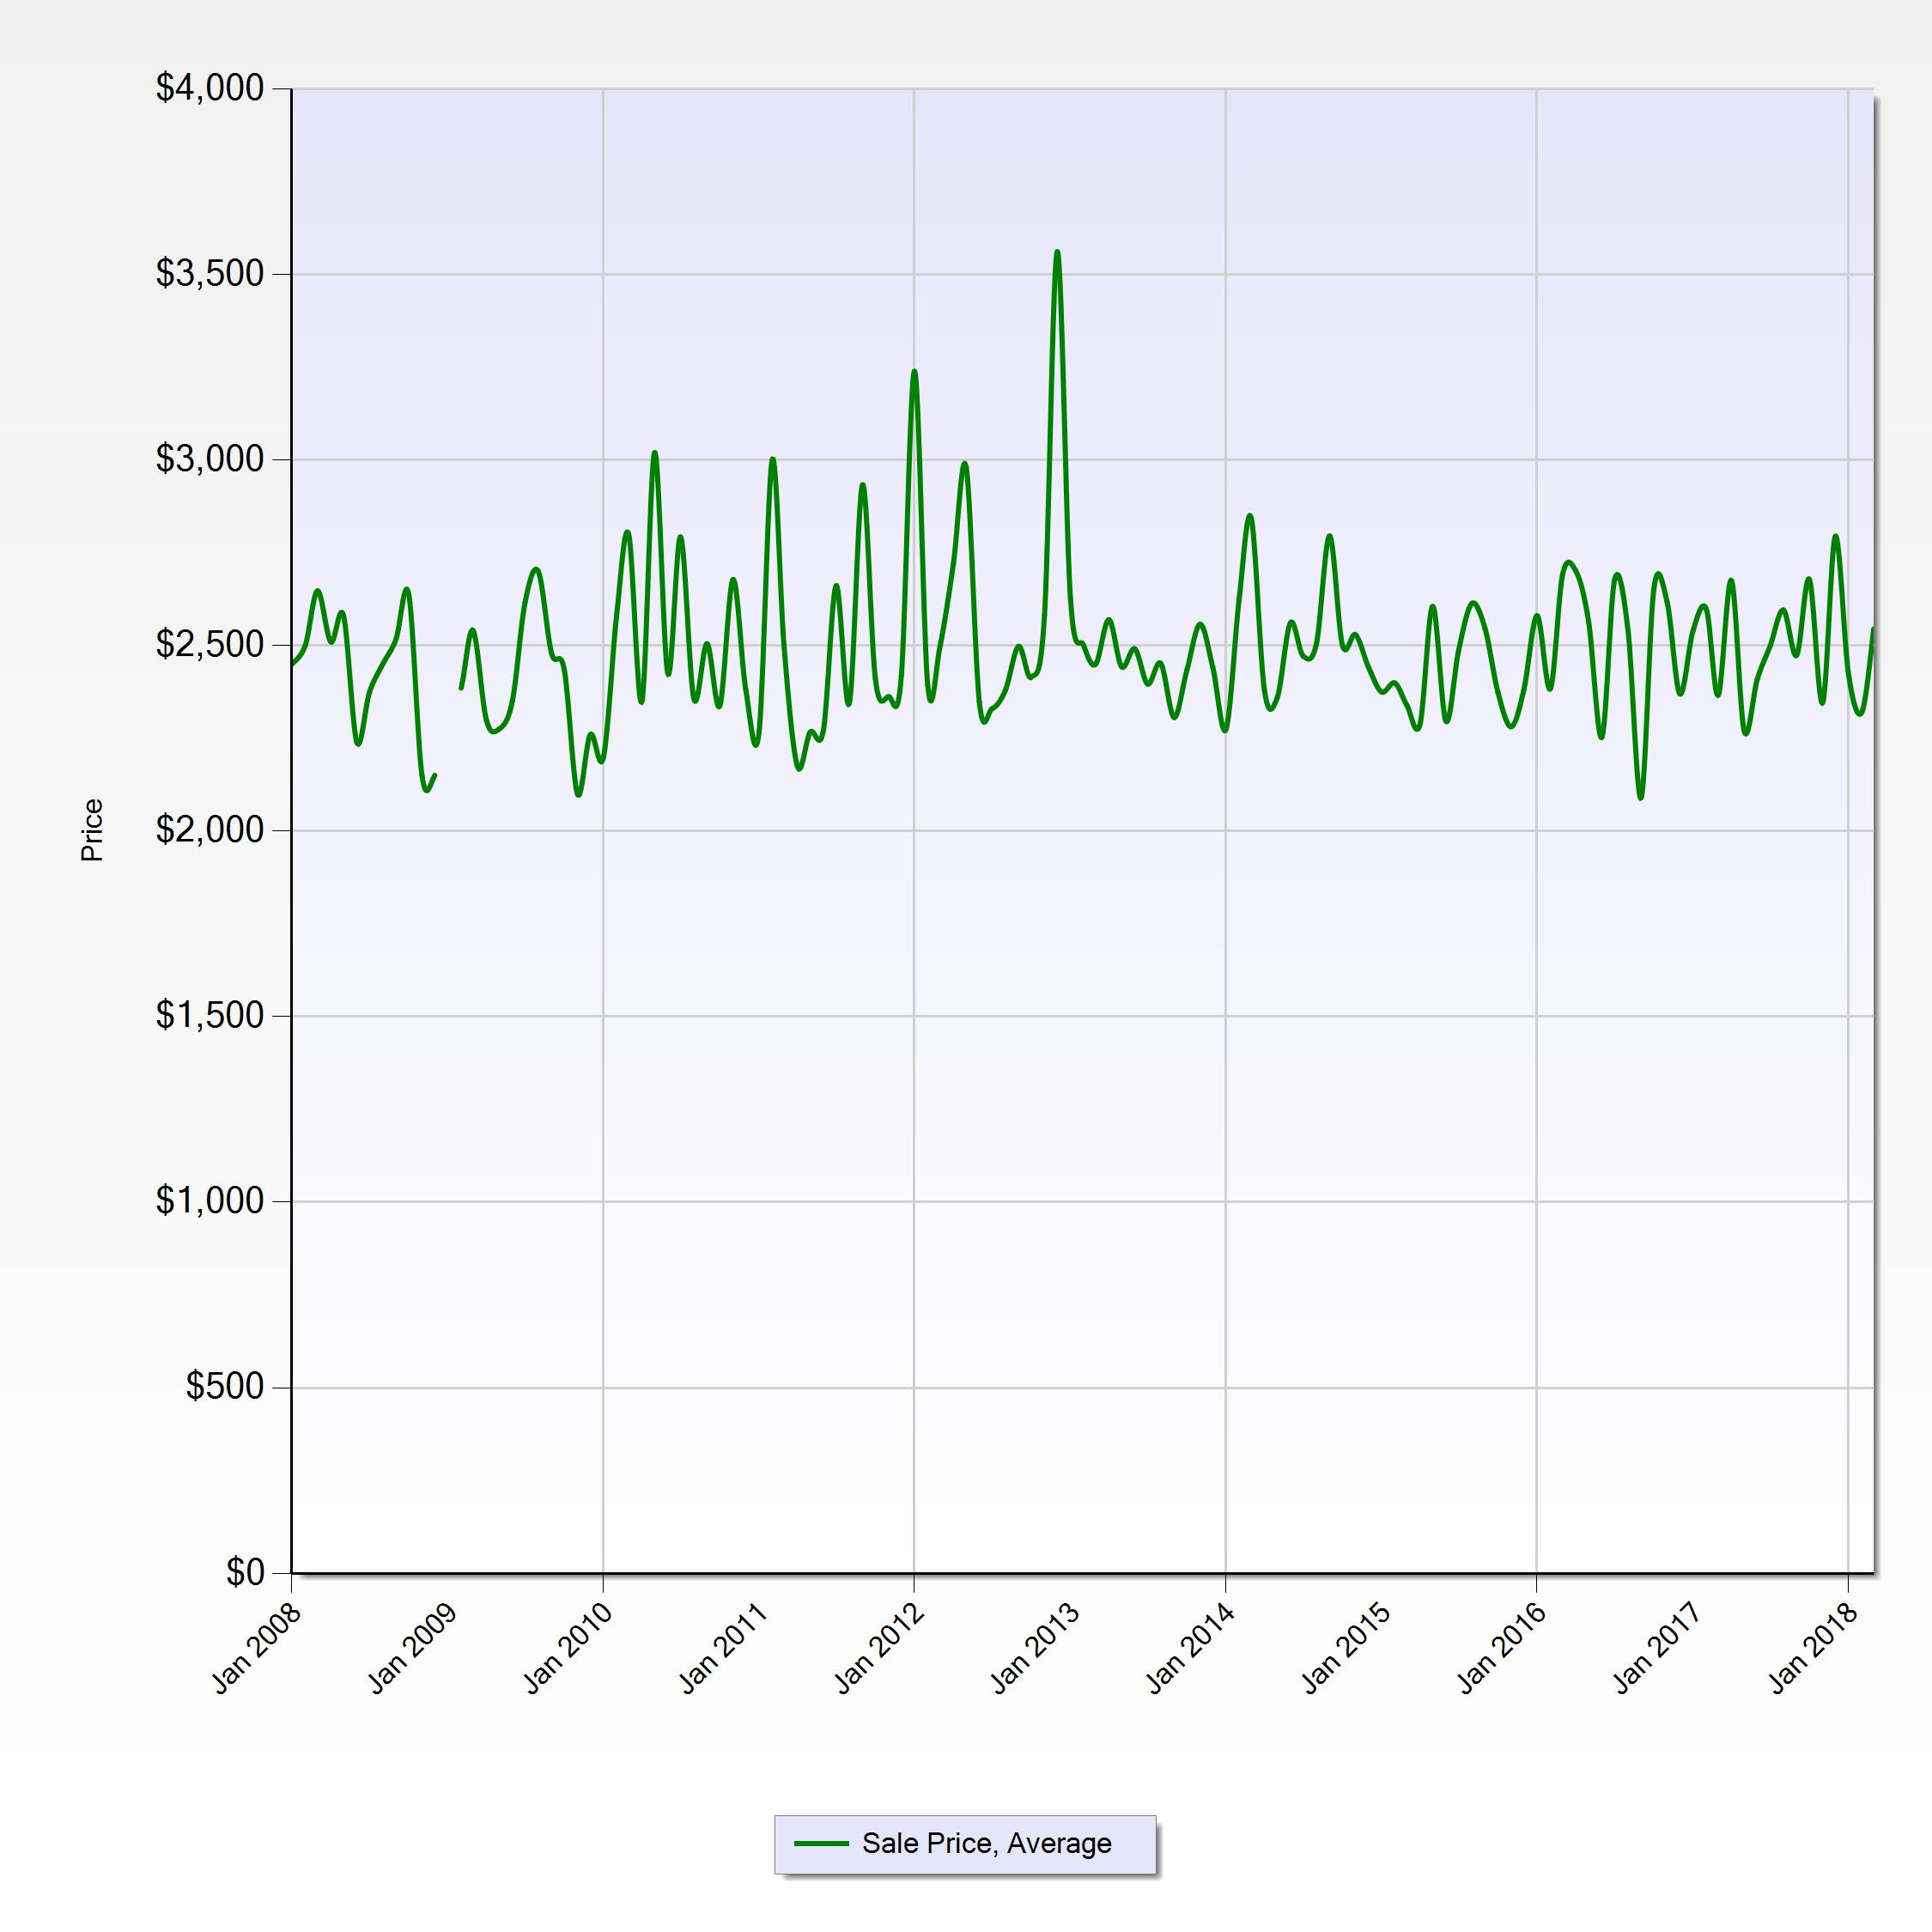 $4,000
$3,500
$3,000
$2,500
$2,000
$1,500
$1,000
$500
$0
Price
Jan 2008
Jan 2009
Jan 2010
Jan 2011
Jan 2012
Jan 2013
Jan 2014
Jan 2015
Jan 2016
Jan 2017
Jan 2018
Sale Price, Average